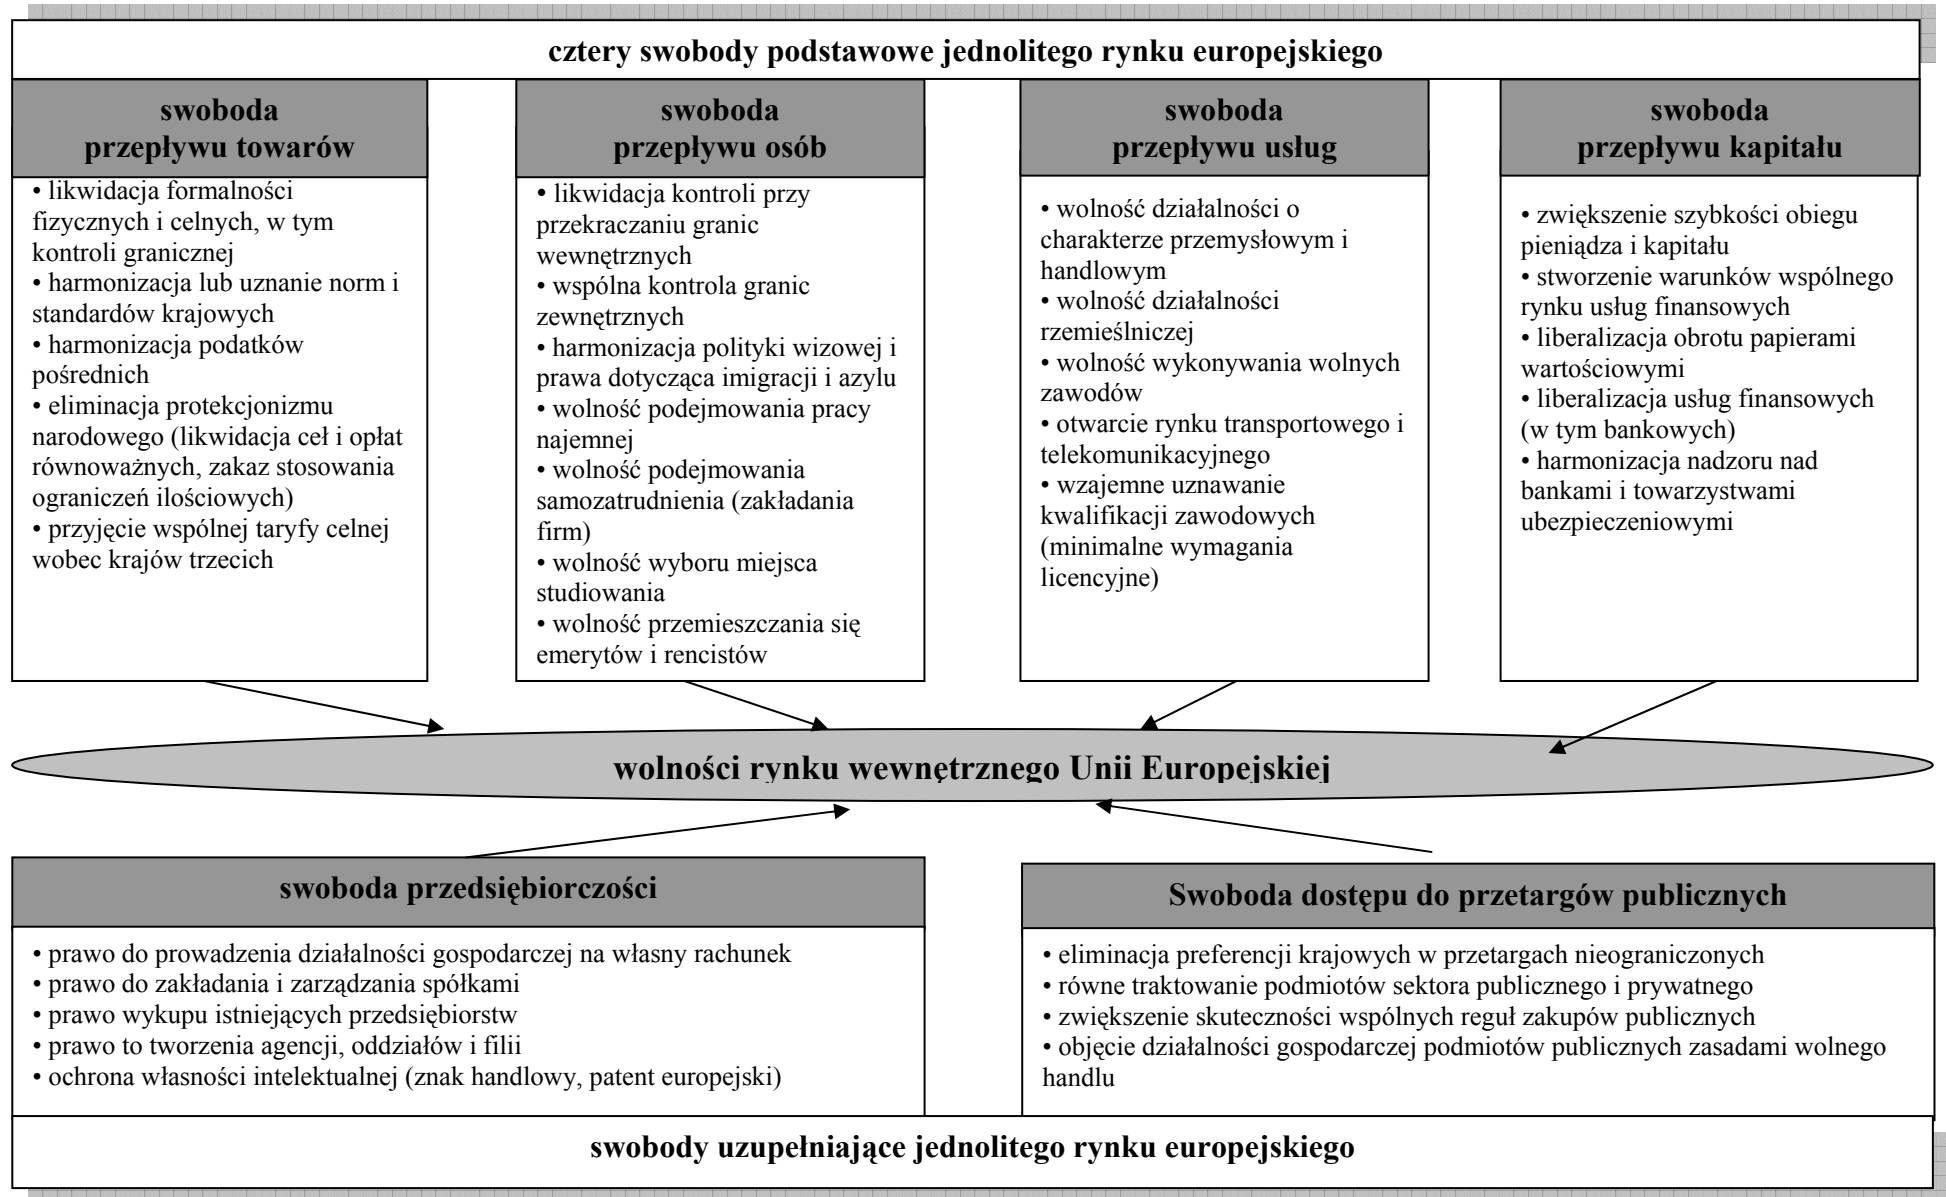 cztery swobody podstawowe jednolitego rynku europejskiego
swoboda
przepływu towarów
• likwidacja formalności
fizycznych i celnych, w tym
kontroli granicznej
• harmonizacja lub uznanie norm i
standardów krajowych
• harmonizacja podatków
pośrednich
• eliminacja protekcjonizmu
narodowego (likwidacja ceł i opłat
równoważnych, zakaz stosowania
ograniczeń ilościowych)
• przyjęcie wspólnej taryfy celnej
wobec krajów trzecich
swoboda
przepływu osób
• likwidacja kontroli przy
przekraczaniu granic
wewnętrznych
• wspólna kontrola granic
zewnętrznych
• harmonizacja polityki wizowej i
prawa dotycząca imigracji i azylu
• wolność podejmowania pracy
najemnej
• wolność podejmowania
samozatrudnienia (zakładania
firm)
• wolność wyboru miejsca
studiowania
• wolność przemieszczania się
emerytów i rencistów
swoboda
przepływu usług
• wolność działalności o
charakterze przemysłowym i
handlowym
• wolność działalności
rzemieślniczej
• wolność wykonywania wolnych
zawodów
• otwarcie rynku transportowego i
telekomunikacyjnego
• wzajemne uznawanie
kwalifikacji zawodowych
(minimalne wymagania
licencyjne)
swoboda
przepływu kapitału
• zwiększenie szybkości obiegu
pieniądza i kapitału
• stworzenie warunków wspólnego
rynku usług finansowych
• liberalizacja obrotu papierami
wartościowymi
• liberalizacja usług finansowych
(w tym bankowych)
• harmonizacja nadzoru nad
bankami i towarzystwami
ubezpieczeniowymi
wolności rynku wewnętrznego Unii Europejskiej
swoboda przedsiębiorczości
• prawo do prowadzenia działalności gospodarczej na własny rachunek
• prawo do zakładania i zarządzania spółkami
• prawo wykupu istniejących przedsiębiorstw
• prawo to tworzenia agencji, oddziałów i filii
• ochrona własności intelektualnej (znak handlowy, patent europejski)
Swoboda dostępu do przetargów publicznych
• eliminacja preferencji krajowych w przetargach nieograniczonych
• równe traktowanie podmiotów sektora publicznego i prywatnego
• zwiększenie skuteczności wspólnych reguł zakupów publicznych
• objęcie działalności gospodarczej podmiotów publicznych zasadami wolnego
handlu
swobody uzupełniające jednolitego rynku europejskiego